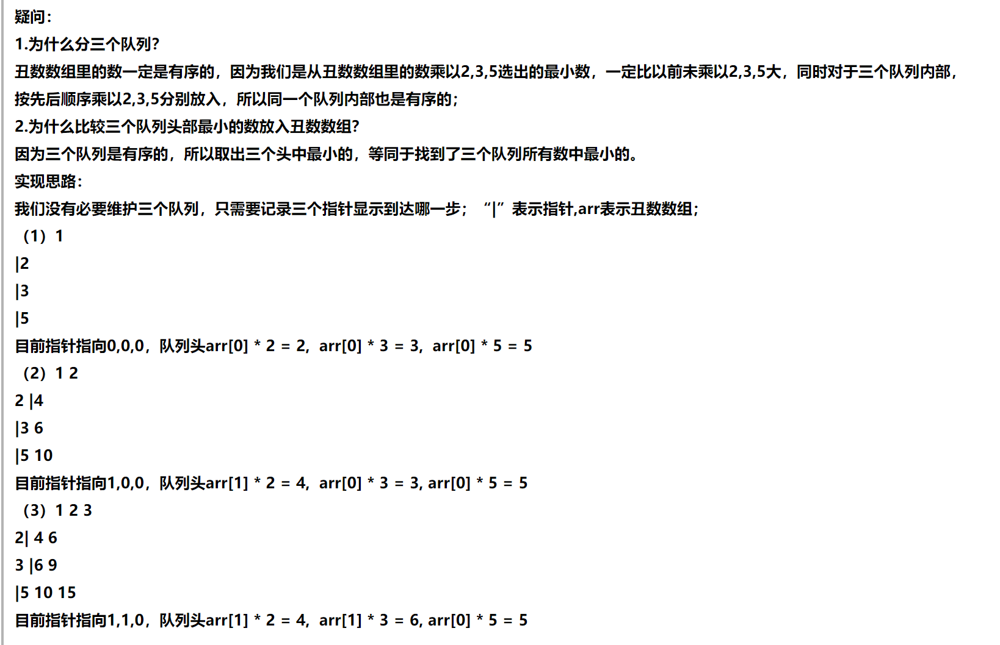 疑问：
1.为什么分三个队列？
丑数数组里的数一定是有序的，因为我们是从丑数数组里的数乘以2,3,5选出的最小数，一定比以前未乘以2,3,5大，同时对于三个队列内部，
按先后顺序乘以2,3,5分别放入，所以同一个队列内部也是有序的；
2.为什么比较三个队列头部最小的数放入丑数数组？
因为三个队列是有序的，所以取出三个头中最小的，等同于找到了三个队列所有数中最小的。
实现思路：
我们没有必要维护三个队列，只需要记录三个指针显示到达哪一步；“|”表示指针,arr表示丑数数组；
（1）1
|2
|3
|5
目前指针指向0,0,0，队列头arr[0] * 2 = 2,  arr[0] * 3 = 3,  arr[0] * 5 = 5
（2）1 2
2 |4
|3 6
|5 10
目前指针指向1,0,0，队列头arr[1] * 2 = 4,  arr[0] * 3 = 3, arr[0] * 5 = 5
（3）1 2 3
2| 4 6
3 |6 9
|5 10 15
目前指针指向1,1,0，队列头arr[1] * 2 = 4,  arr[1] * 3 = 6, arr[0] * 5 = 5